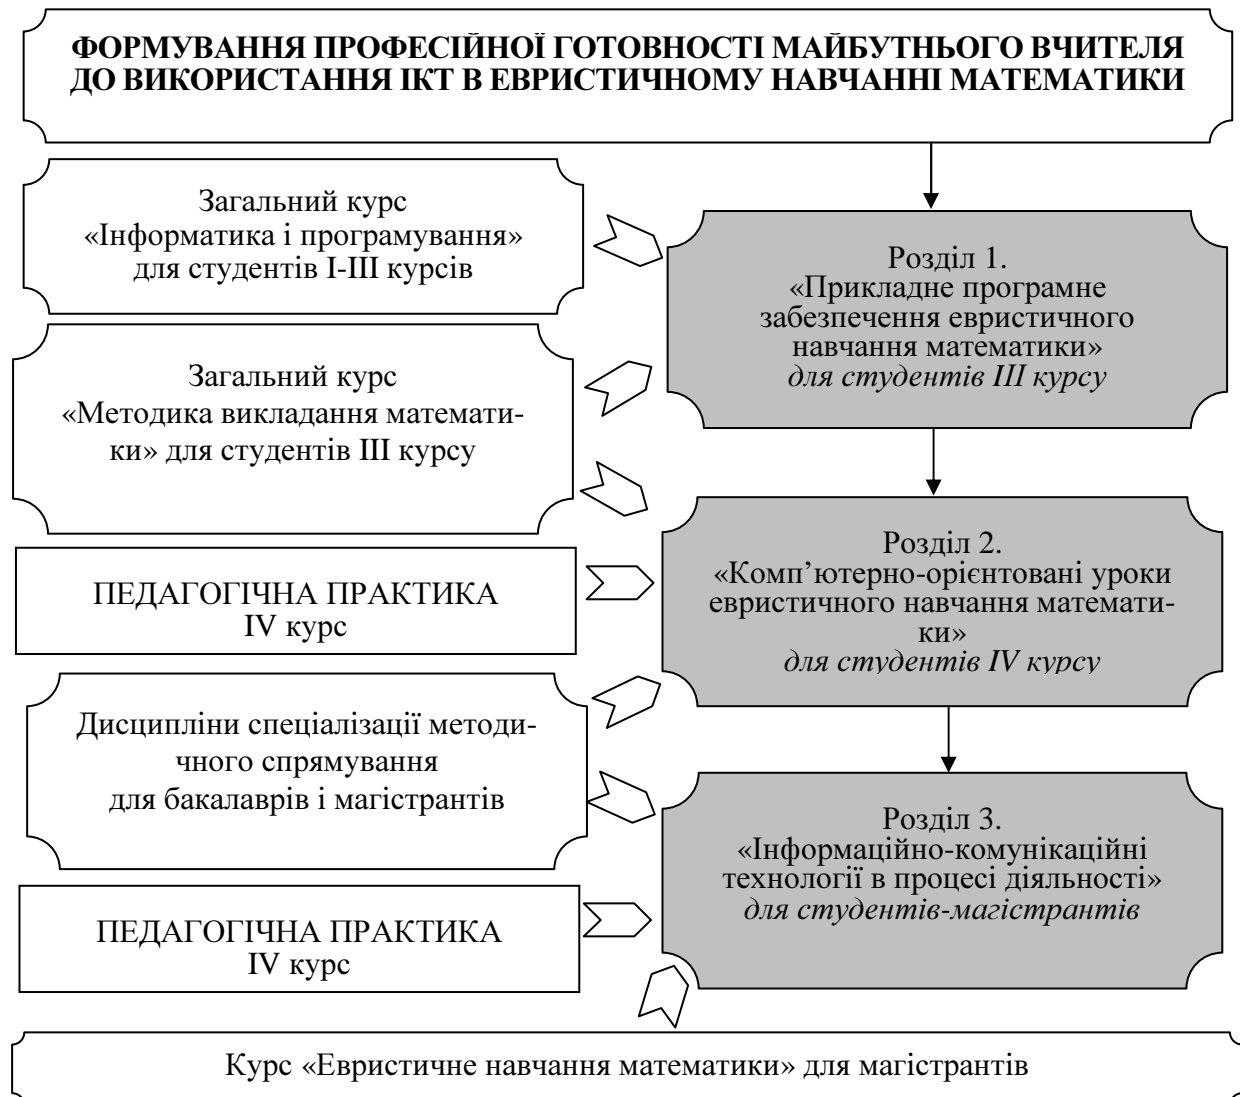 ФОРМУВАННЯ ПРОФЕСІЙНОЇ ГОТОВНОСТІ МАЙБУТНЬОГО ВЧИТЕЛЯ
ДО ВИКОРИСТАННЯ ІКТ В ЕВРИСТИЧНОМУ НАВЧАННІ МАТЕМАТИКИ
Загальний курс
«Інформатика і програмування»
для студентів І-ІІІ курсів
Розділ 1.
«Прикладне програмне
забезпечення евристичного
навчання математики»
для студентів ІІІ курсу
Загальний курс
«Методика викладання математи-
ки» для студентів ІІІ курсу
ПЕДАГОГІЧНА ПРАКТИКА
IV курс
Розділ 2.
«Комп’ютерно-орієнтовані уроки
евристичного навчання математи-
ки»
для студентів IV курсу
Дисципліни спеціалізації методи-
чного спрямування
для бакалаврів і магістрантів
Розділ 3.
«Інформаційно-комунікаційні
технології в процесі діяльності»
для студентів-магістрантів
ПЕДАГОГІЧНА ПРАКТИКА
IV курс
Курс «Евристичне навчання математики» для магістрантів